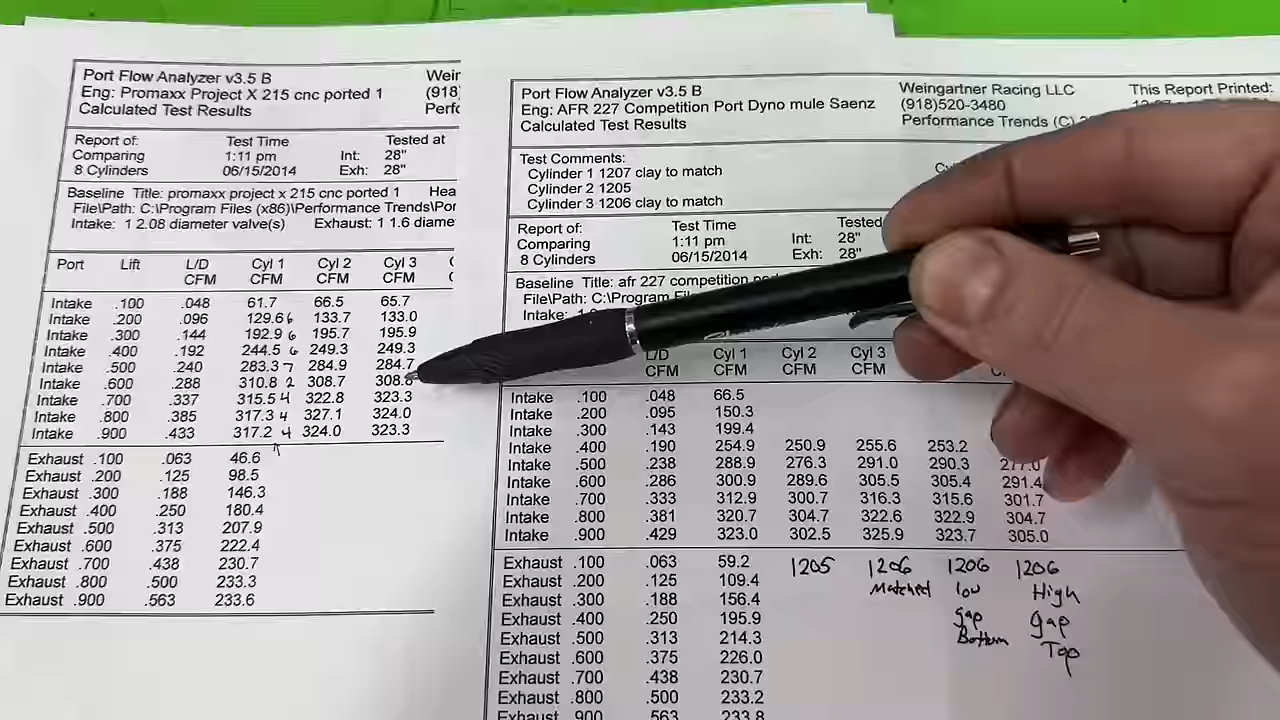 Port Flow Analyzer v3.5 B
Eng: Promaxx Project X 215 cnc ported 1
Calculated Test Results
(918)
Report of: Test Time Tested at
Comparing 1:11 pm Int: 28"
8 Cylinders 06/15/2014 Exh: 28"
Baseline Title: promaxx project x 215 cnc ported 1 Hea
File\Path: C:\Program Files (x86)\Performance Trends\Por
Intake: 1 2.08 diameter valve(s) Exhaust: 1 1.6 diame
Port Lift L/D Cyl 1 Cyl 2 Cyl 3
CFM CFM CFM CFM
Intake .100 .048 61.7 66.5 65.7
Intake .200 .096 129.6 6 133.7 133.0
Intake .300 .144 192.9 6 195.7 195.9
Intake .400 .192 244.5 6 249.3 249.3
Intake .500 .240 283.3 7 284.9 284.7
Intake .600 .288 310.8 2 308.7 308.8
Intake .700 .337 315.5 4 322.8 323.3
Intake .800 .385 317.3 4 327.1 324.0
Intake .900 .433 317.2 4 324.0 323.3
Exhaust .100 .063 46.6
Exhaust .200 .125 98.5
Exhaust .300 .188 146.3
Exhaust .400 .250 180.4
Exhaust .500 .313 207.9
Exhaust .600 .375 222.4
Exhaust .700 .438 230.7
Exhaust .800 .500 233.3
Exhaust .900 .563 233.6
Port Flow Analyzer v3.5 B Weingartner Racing LLC This Report Printed:
Eng: AFR 227 Competition Port Dyno mule Saenz (918)520-3480
Calculated Test Results Performance Trends (C)
Test Comments:
Cylinder 1 1207 clay to match
Cylinder 2 1205
Cylinder 3 1206 clay to match
Report of: Test Time Tested
Comparing 1:11 pm Int: 28"
8 Cylinders 06/15/2014 Exh: 28"
Baseline Title: afr 227 competition
File\Path: C:\Program
Intake:
L/D Cyl 1 Cyl 2 Cyl 3
CFM CFM CFM CFM
Intake .100 .048 66.5
Intake .200 .095 150.3
Intake .300 .143 199.4
Intake .400 .190 254.9 250.9 255.6 253.2
Intake .500 .238 288.9 276.3 291.0 290.3 277.0
Intake .600 .286 300.9 289.6 305.5 305.4 291.4
Intake .700 .333 312.9 300.7 316.3 315.6 301.7
Intake .800 .381 320.7 304.7 322.6 322.9 304.7
Intake .900 .429 323.0 302.5 325.9 323.7 305.0
Exhaust .100 .063 59.2
Exhaust .200 .125 109.4
Exhaust .300 .188 156.4
Exhaust .400 .250 195.9
Exhaust .500 .313 214.3
Exhaust .600 .375 226.0
Exhaust .700 .438 230.7
Exhaust .800 .500 233.2
Exhaust .900 .563 233.8
1205 1206 1206 1206
Matched low High
gap Gap
Bottom Top